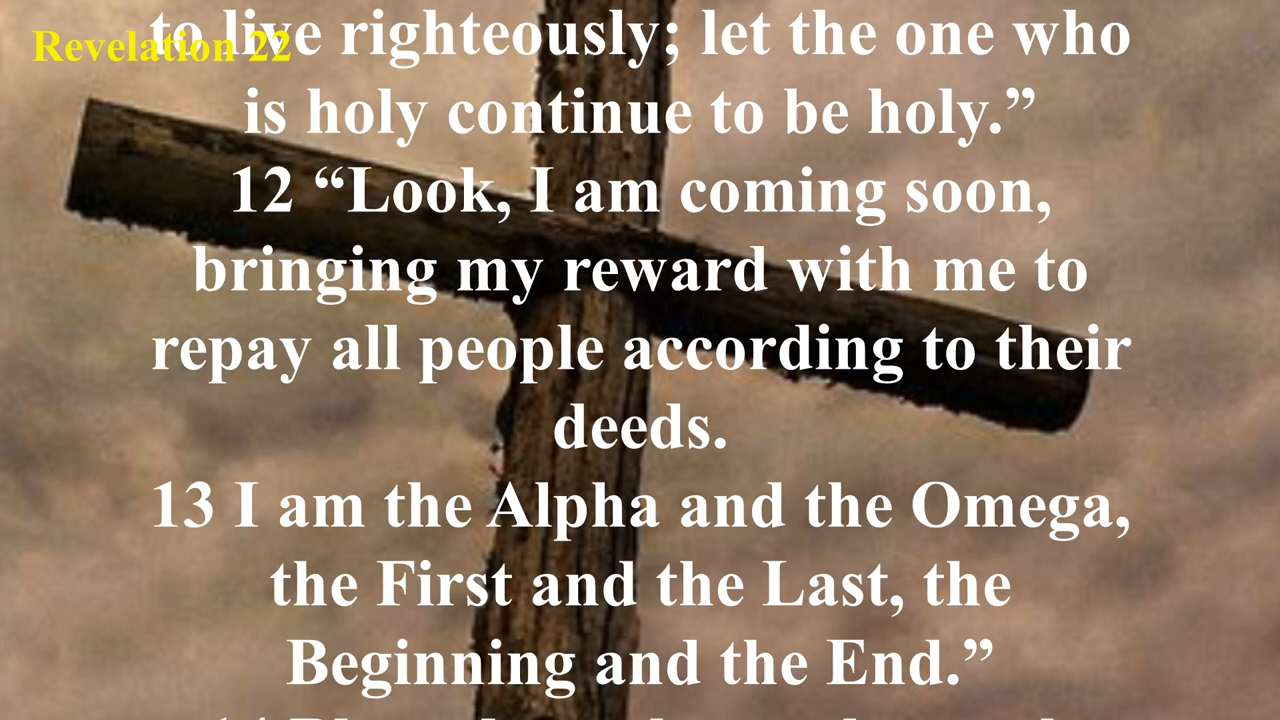 Revelation 22
to live righteously; let the one who
is holy continue to be holy.”
12 “Look, I am coming soon,
bringing my reward with me to
repay all people according to their
deeds.
13 I am the Alpha and the Omega,
the First and the Last, the
Beginning and the End.”